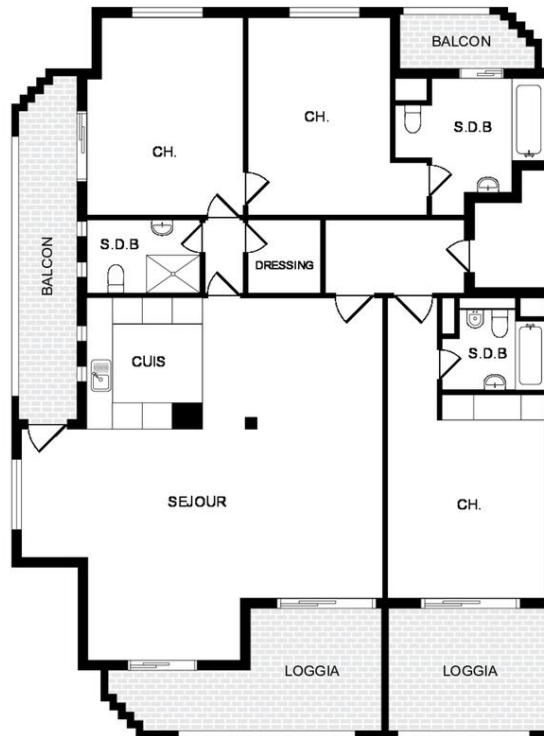 BALCON
CH.
S.D.B
CH.
S.D.B
BALCON
DRESSING
S.D.B
CUIS
SEJOUR
CH.
LOGGIA
LOGGIA